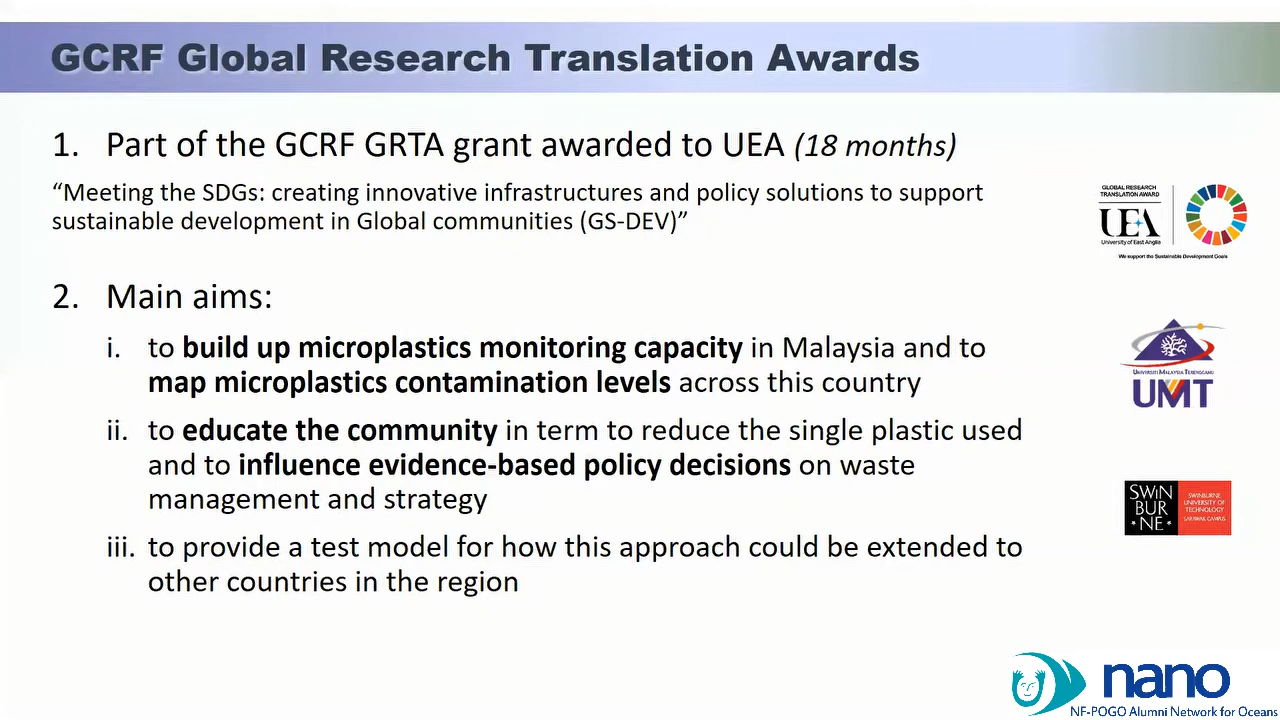 GCRF Global Research Translation Awards
1. Part of the GCRF GRTA grant awarded to UEA (18 months)
“Meeting the SDGs: creating innovative infrastructures and policy solutions to support
sustainable development in Global communities (GS-DEV)”
2. Main aims:
i. to build up microplastics monitoring capacity in Malaysia and to
map microplastics contamination levels across this country
ii. to educate the community in term to reduce the single plastic used
and to influence evidence-based policy decisions on waste
management and strategy
iii. to provide a test model for how this approach could be extended to
other countries in the region
GLOBAL RESEARCH
TRANSLATION AWARD
UEA
University of East Anglia
We support the Sustainable Development Goals
UNIVERSITI MALAYSIA TERENGGANU
UMT
SWIN
BUR
* NE *
SWINBURNE
UNIVERSITY OF
TECHNOLOGY
SARAWAK CAMPUS
nano
NF-POGO Alumni Network for Oceans